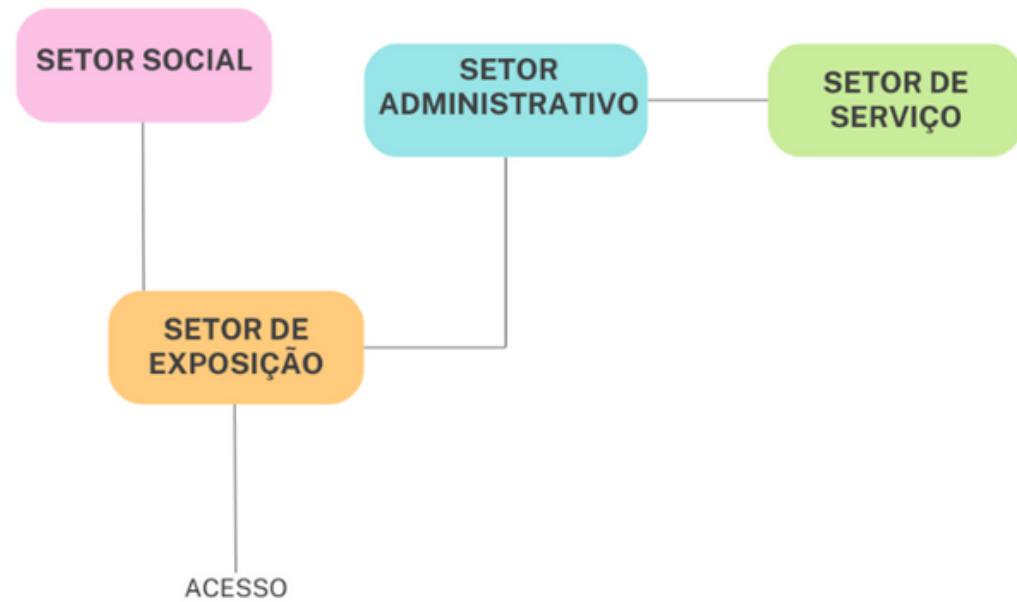 SETOR SOCIAL
SETOR
ADMINISTRATIVO
SETOR DE
SERVIÇO
SETOR DE
EXPOSIÇÃO
ACESSO